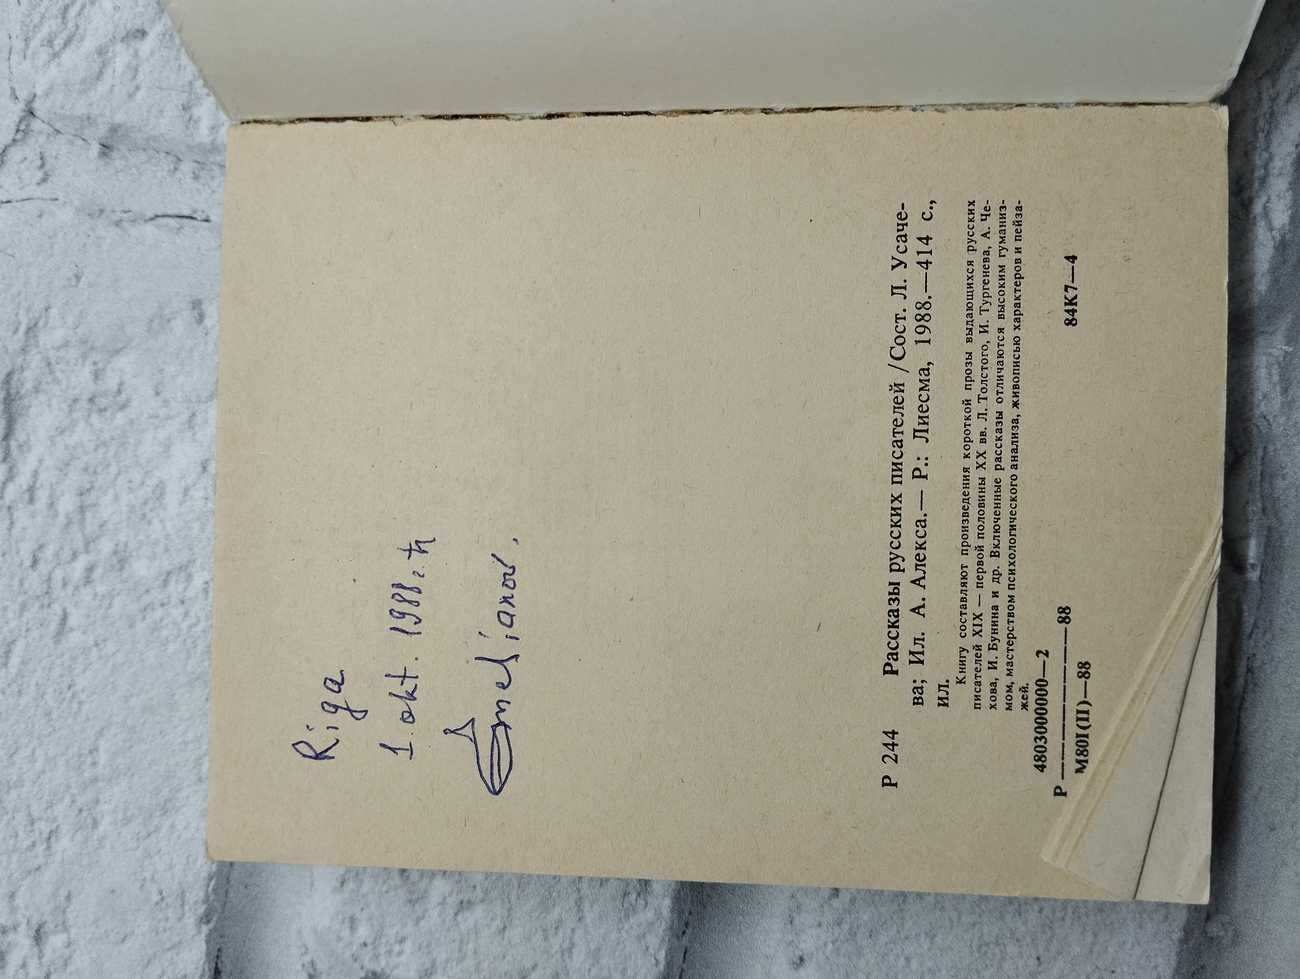 Riga
1. okt. 1988 г.
Emelianov.
Р 244 Рассказы русских писателей /Сост. Л. Усаче-
ва; Ил. А. Алекса.— Р.: Лиесма, 1988.—414 с.,
ил.
Книгу составляют произведения короткой прозы выдающихся русских
писателей XIX — первой половины XX вв. Л. Толстого, И. Тургенева, А. Че-
хова, И. Бунина и др. Включенные рассказы отличаются высоким гуманиз-
мом, мастерством психологического анализа, живописью характеров и пейза-
жей.
4803000000—2
Р ———————88 84К7—4
М801(II)—88